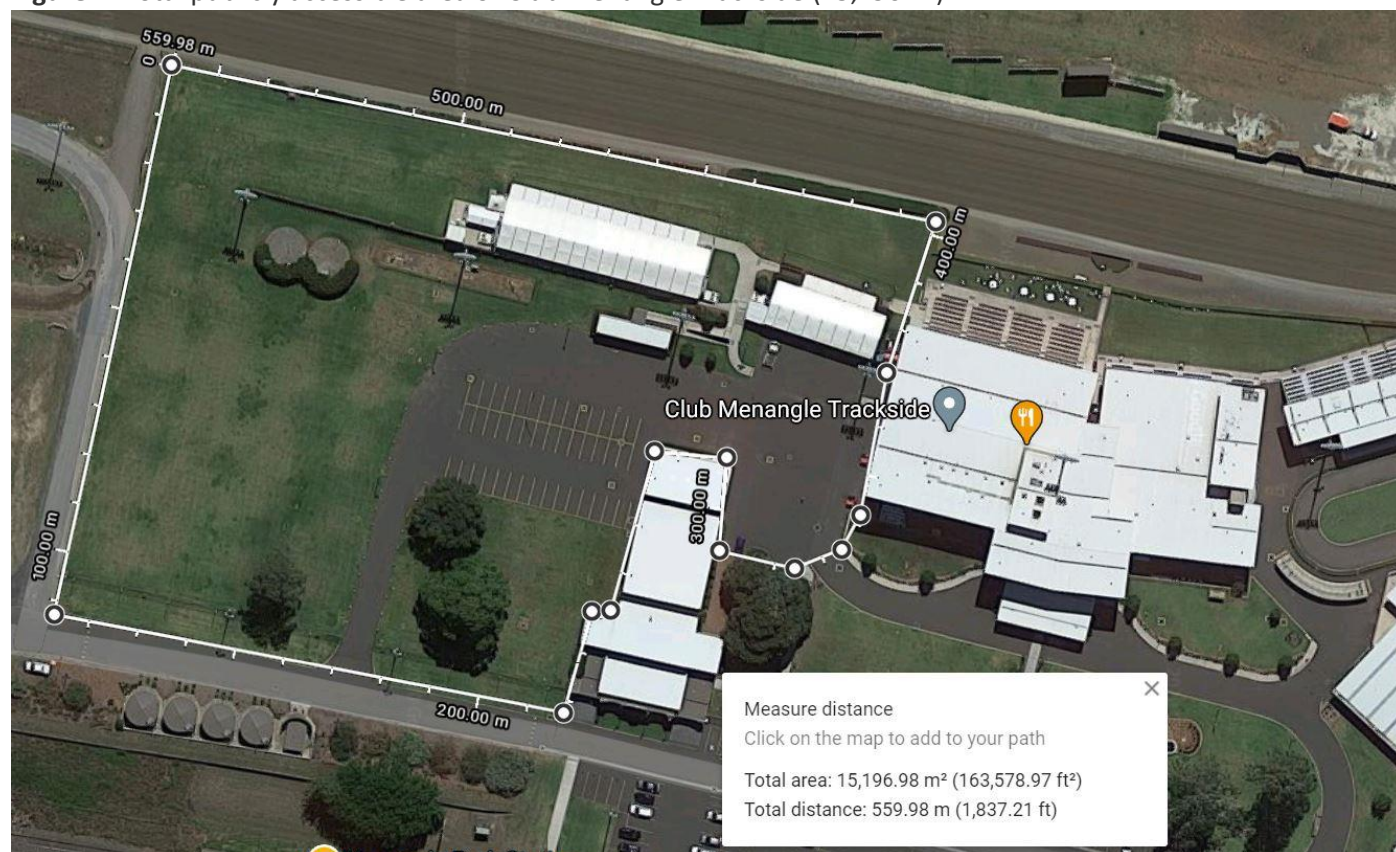 559.98 m
0
500.00 m
400.00 m
Club Menangle Trackside
300.00 m
100.00 m
200.00 m
Measure distance
Click on the map to add to your path
Total area: 15,196.98 m² (163,578.97 ft²)
Total distance: 559.98 m (1,837.21 ft)